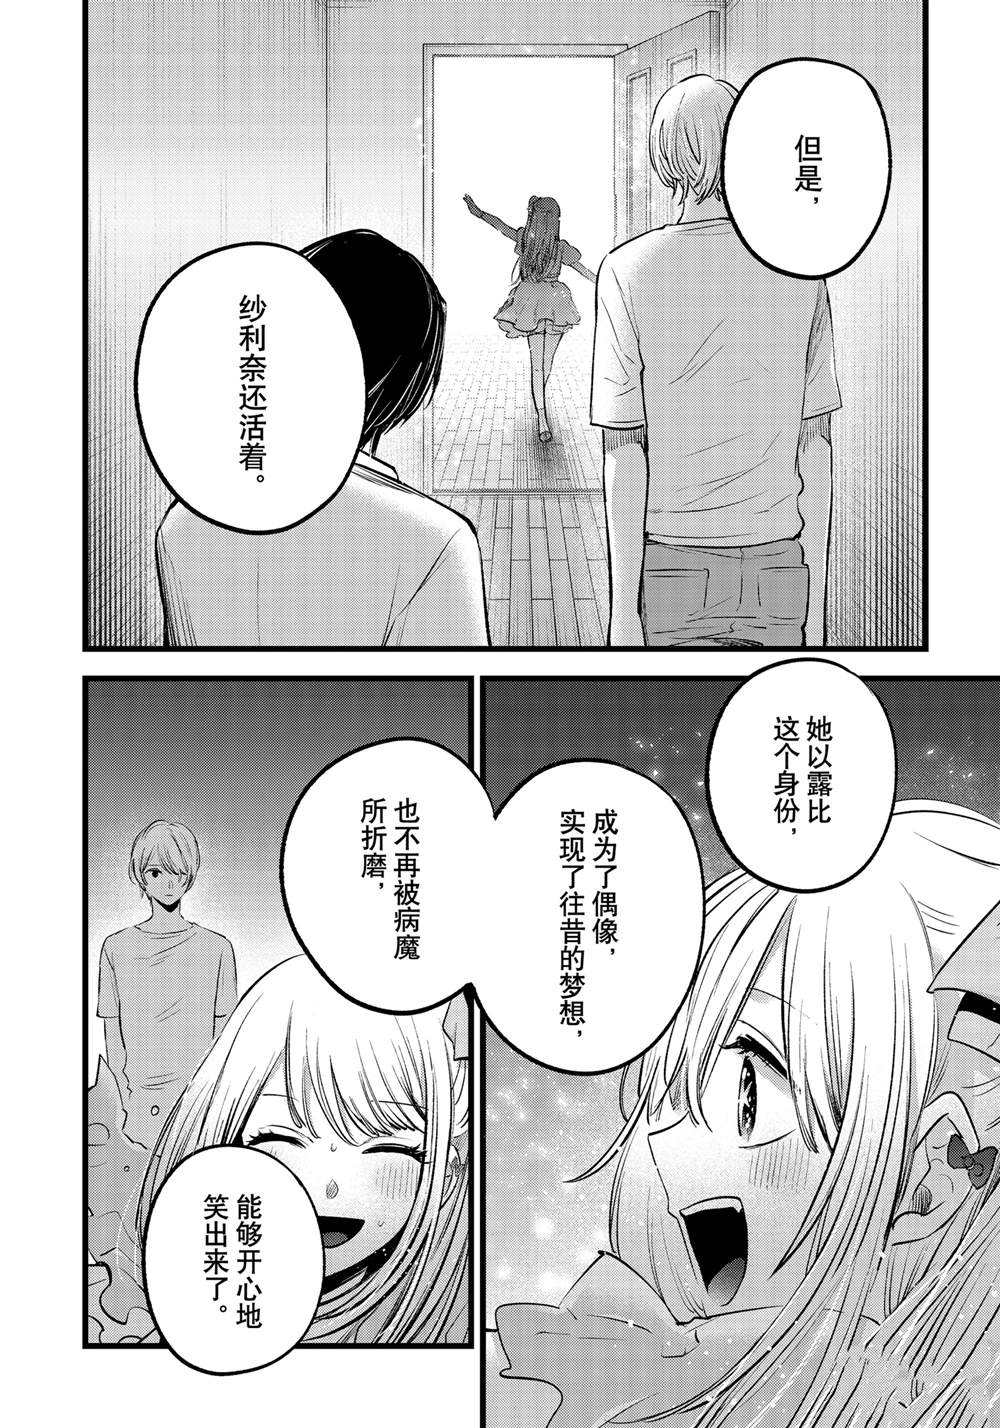 但是，
纱利奈还活着。
她以露比
这个身份，
成为了偶像，
实现了往昔的梦想，
也不再被病魔
所折磨，
能够开心地
笑出来了。